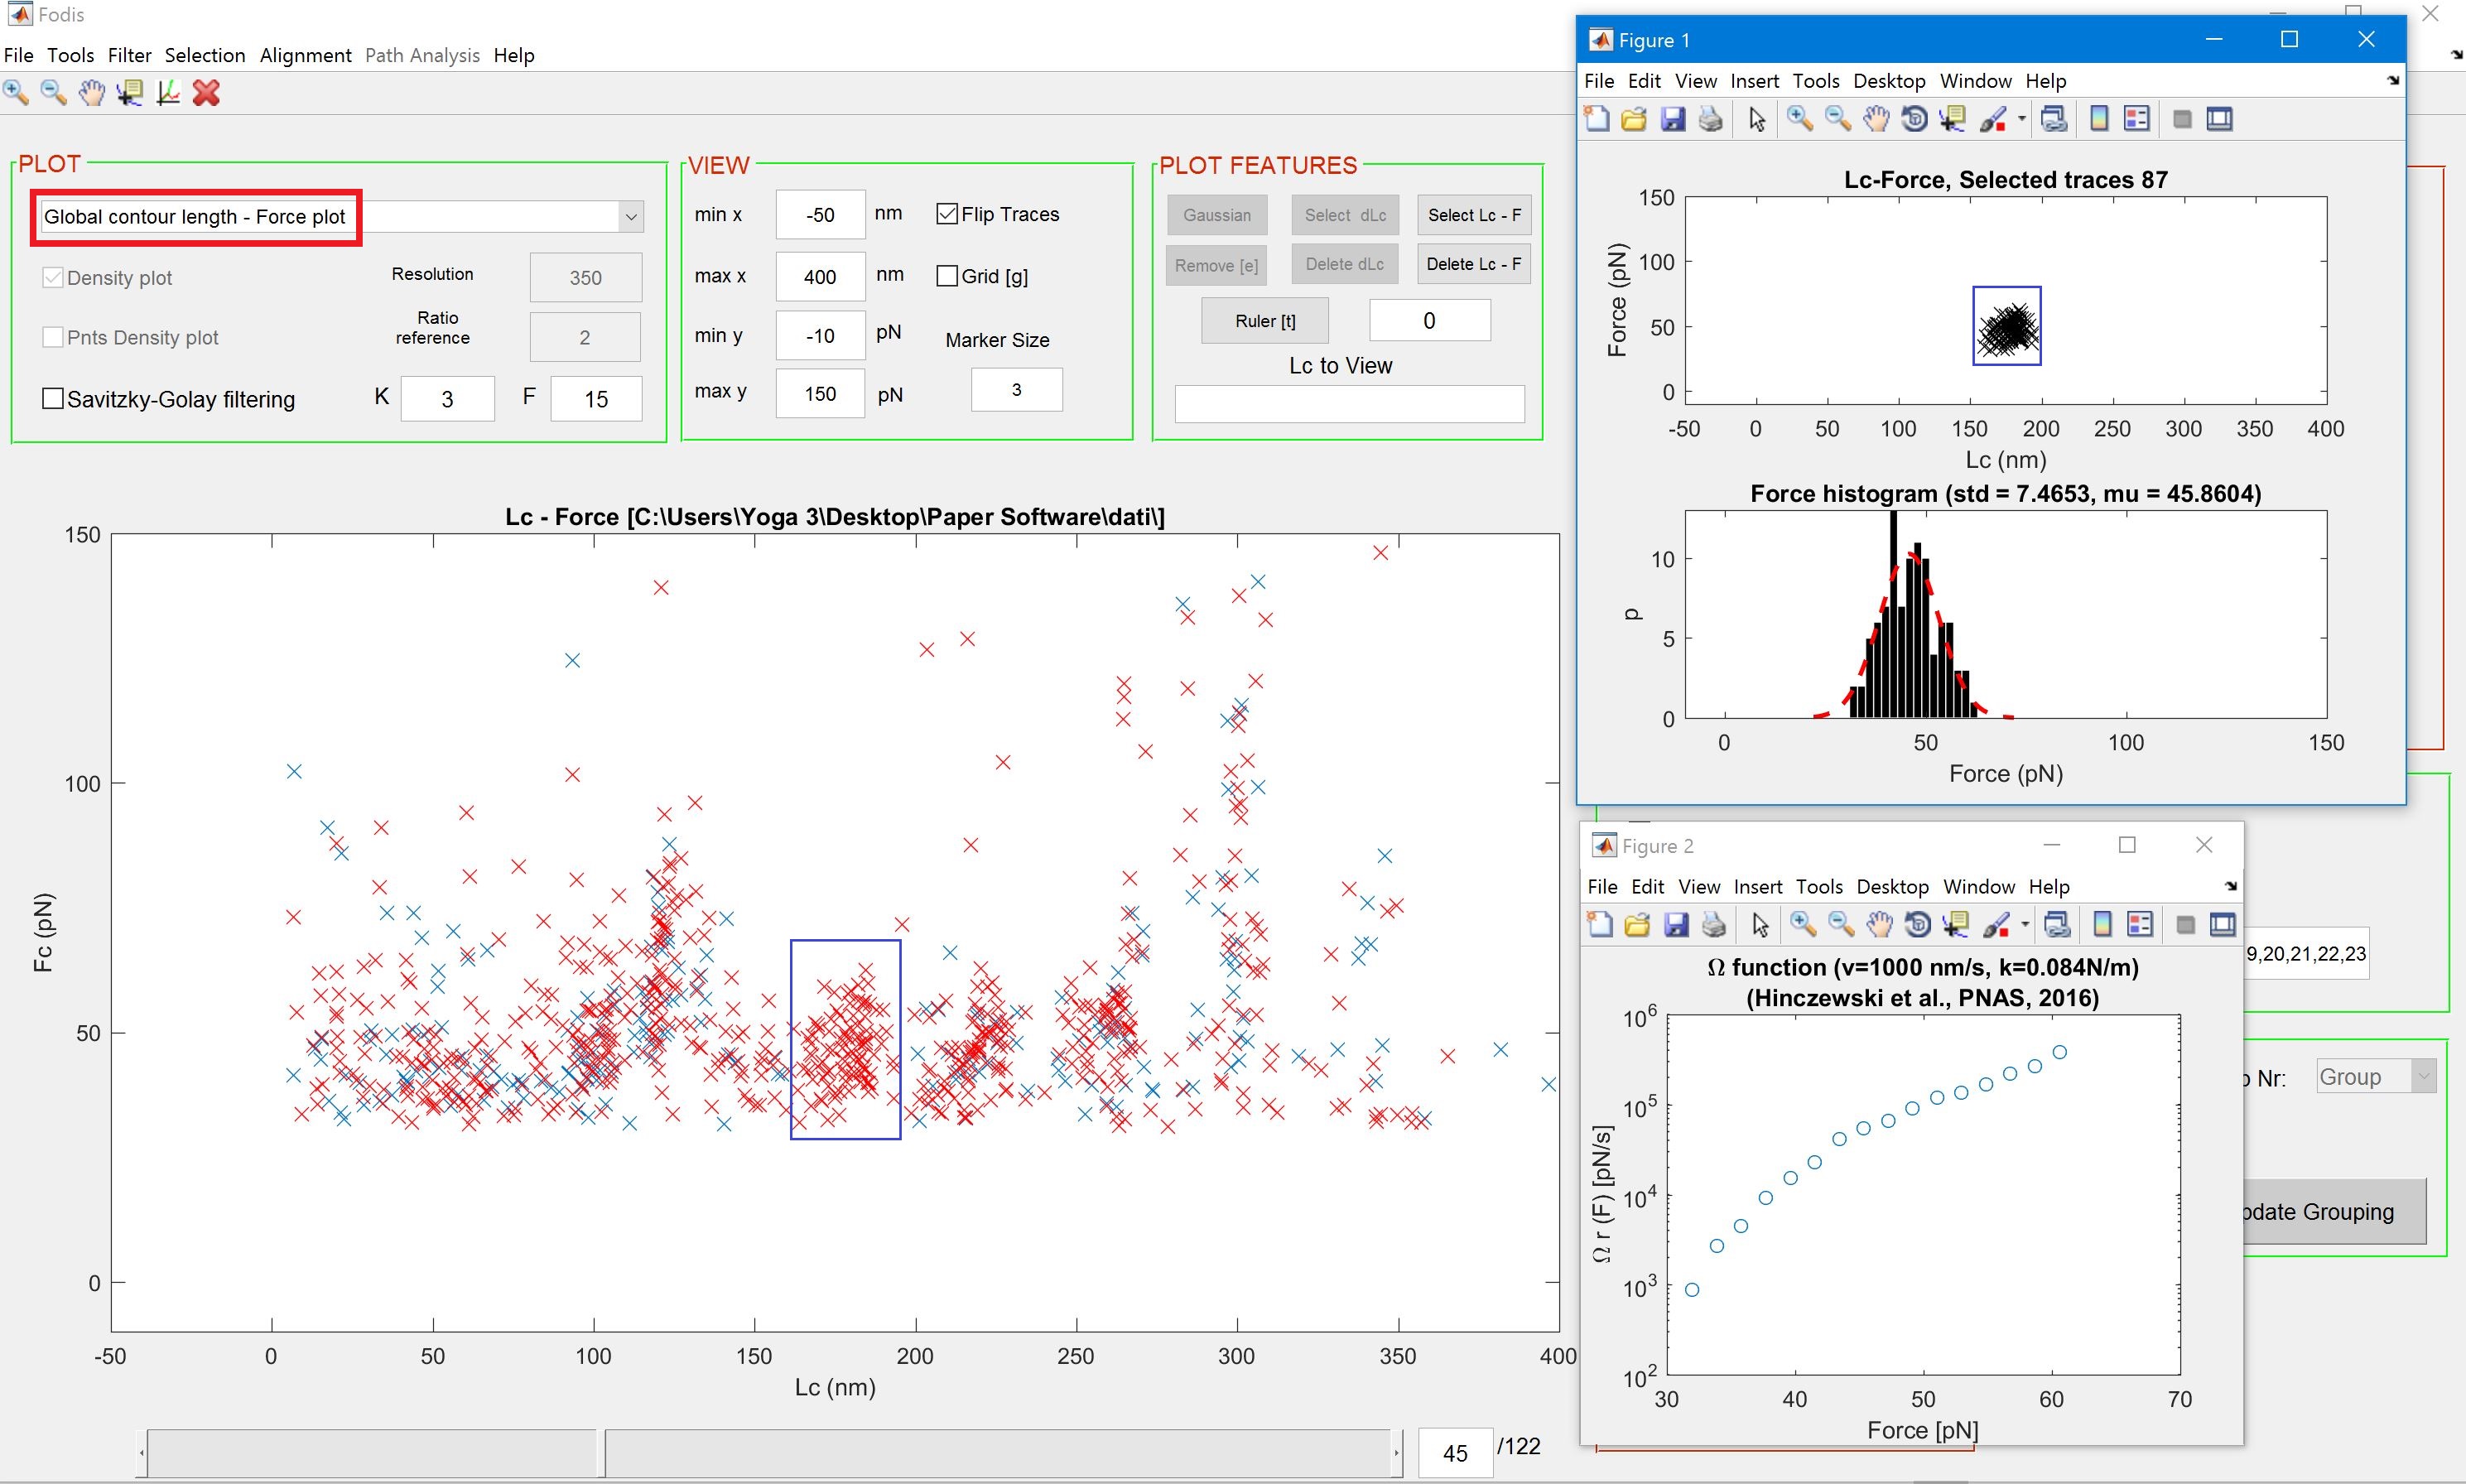 Fodis
File Tools Filter Selection Alignment Path Analysis Help
PLOT
Global contour length - Force plot
Density plot
Resolution
350
Pnts Density plot
Ratio
reference
2
Savitzky-Golay filtering
K
3
F
15
VIEW
min x
-50
nm
Flip Traces
max x
400
nm
Grid [g]
min y
-10
pN
Marker Size
max y
150
pN
3
PLOT FEATURES
Gaussian
Select dLc
Select Lc - F
Remove [e]
Delete dLc
Delete Lc - F
Ruler [t]
0
Lc to View
Lc - Force [C:\Users\Yoga 3\Desktop\Paper Software\dati\]
150
100
50
0
Fc (pN)
-50 0 50 100 150 200 250 300 350 400
Lc (nm)
45 /122
Figure 1
File Edit View Insert Tools Desktop Window Help
Lc-Force, Selected traces 87
150
100
50
0
Force (pN)
-50 0 50 100 150 200 250 300 350 400
Lc (nm)
Force histogram (std = 7.4653, mu = 45.8604)
10
5
0
p
0 50 100 150
Force (pN)
Figure 2
File Edit View Insert Tools Desktop Window Help
Ω function (v=1000 nm/s, k=0.084N/m)
(Hinczewski et al., PNAS, 2016)
10^6
10^5
10^4
10^3
10^2
Ω r (F) [pN/s]
30 40 50 60 70
Force [pN]
9,20,21,22,23
Nr:
Group
pdate Grouping